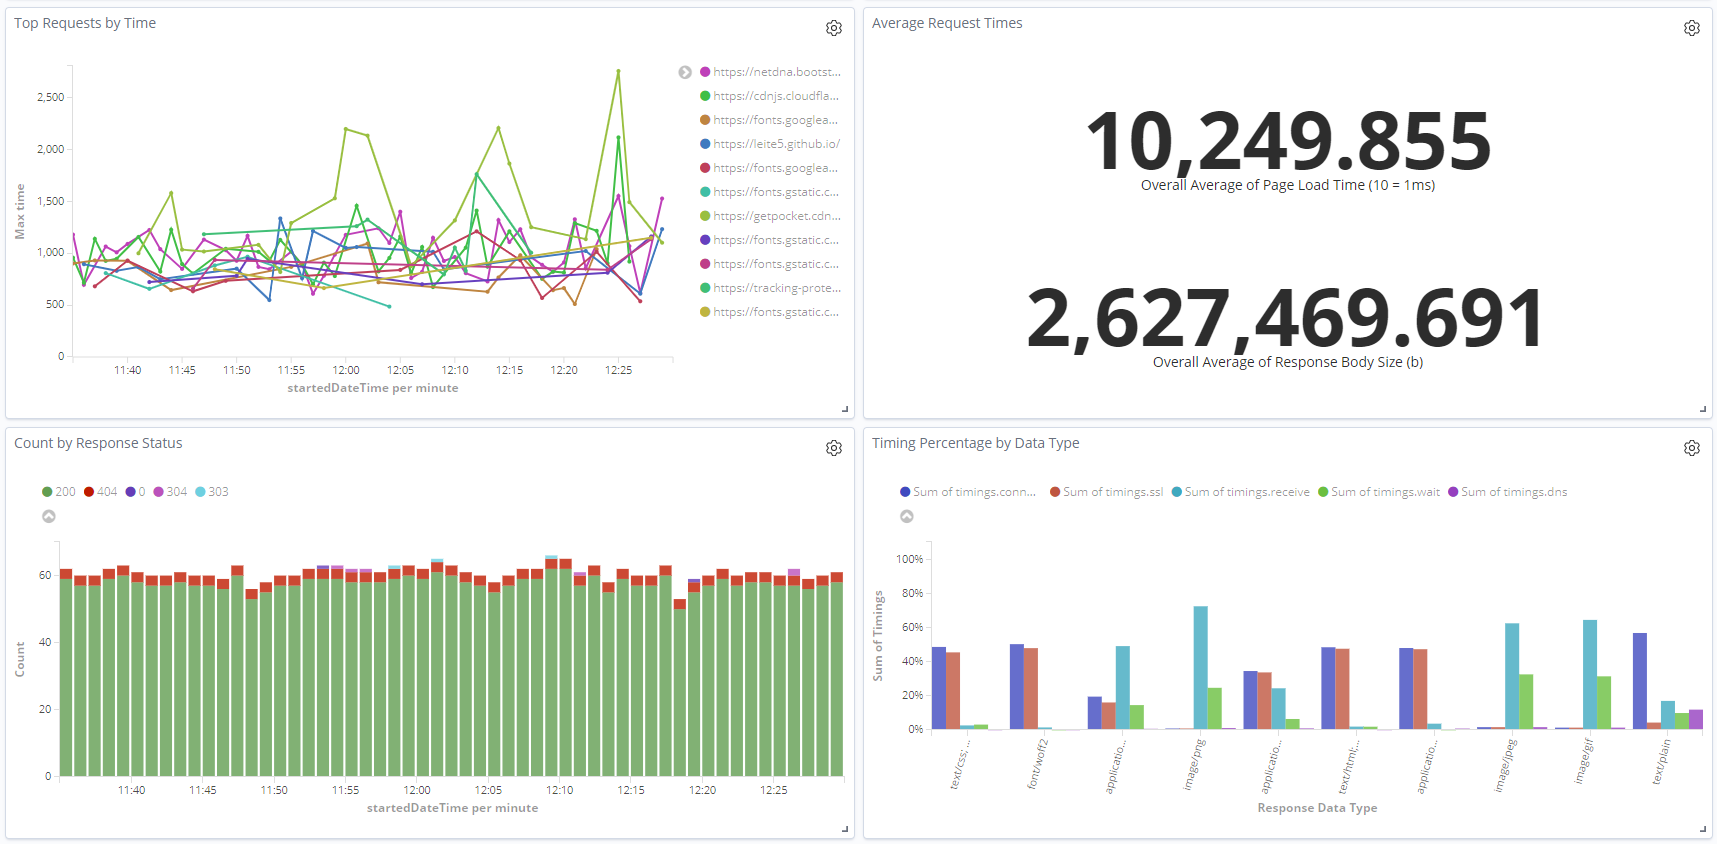 Top Requests by Time
2,500
2,000
1,500
1,000
500
0
Max time
11:40 11:45 11:50 11:55 12:00 12:05 12:10 12:15 12:20 12:25
startedDateTime per minute
https://netdna.bootst...
https://cdnjs.cloudfla...
https://fonts.googlea...
https://leite5.github.io/
https://fonts.googlea...
https://fonts.gstatic.c...
https://getpocket.cdn...
https://fonts.gstatic.c...
https://fonts.gstatic.c...
https://tracking-prote...
https://fonts.gstatic.c...
Average Request Times
10,249.855
Overall Average of Page Load Time (10 = 1ms)
2,627,469.691
Overall Average of Response Body Size (b)
Count by Response Status
200 404 0 304 303
60
40
20
0
Count
11:40 11:45 11:50 11:55 12:00 12:05 12:10 12:15 12:20 12:25
startedDateTime per minute
Timing Percentage by Data Type
Sum of timings.conn... Sum of timings.ssl Sum of timings.receive Sum of timings.wait Sum of timings.dns
100%
80%
60%
40%
20%
0%
Sum of Timings
text/css;... font/woff2 applicatio... image/png applicatio... text/html;... applicatio... image/jpeg image/gif text/plain
Response Data Type